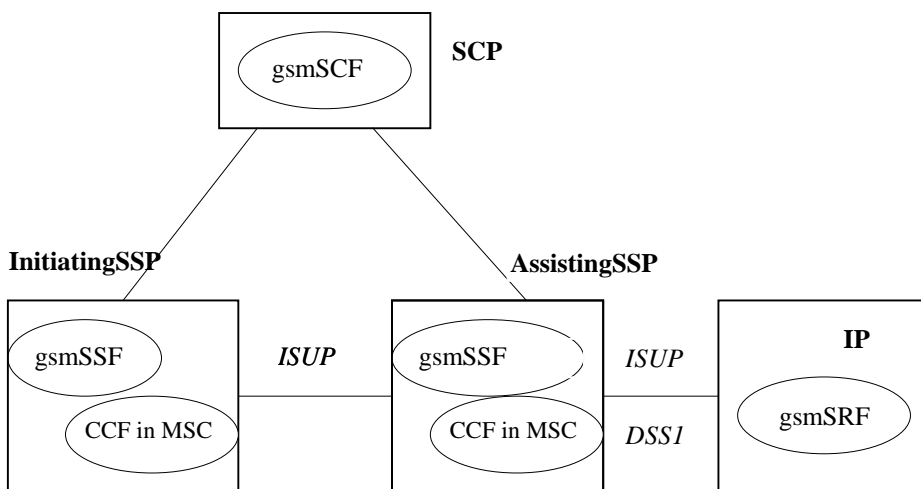 SCP
gsmSCF
InitiatingSSP
AssistingSSP
gsmSSF
CCF in MSC
ISUP
gsmSSF
CCF in MSC
ISUP
DSS1
IP
gsmSRF